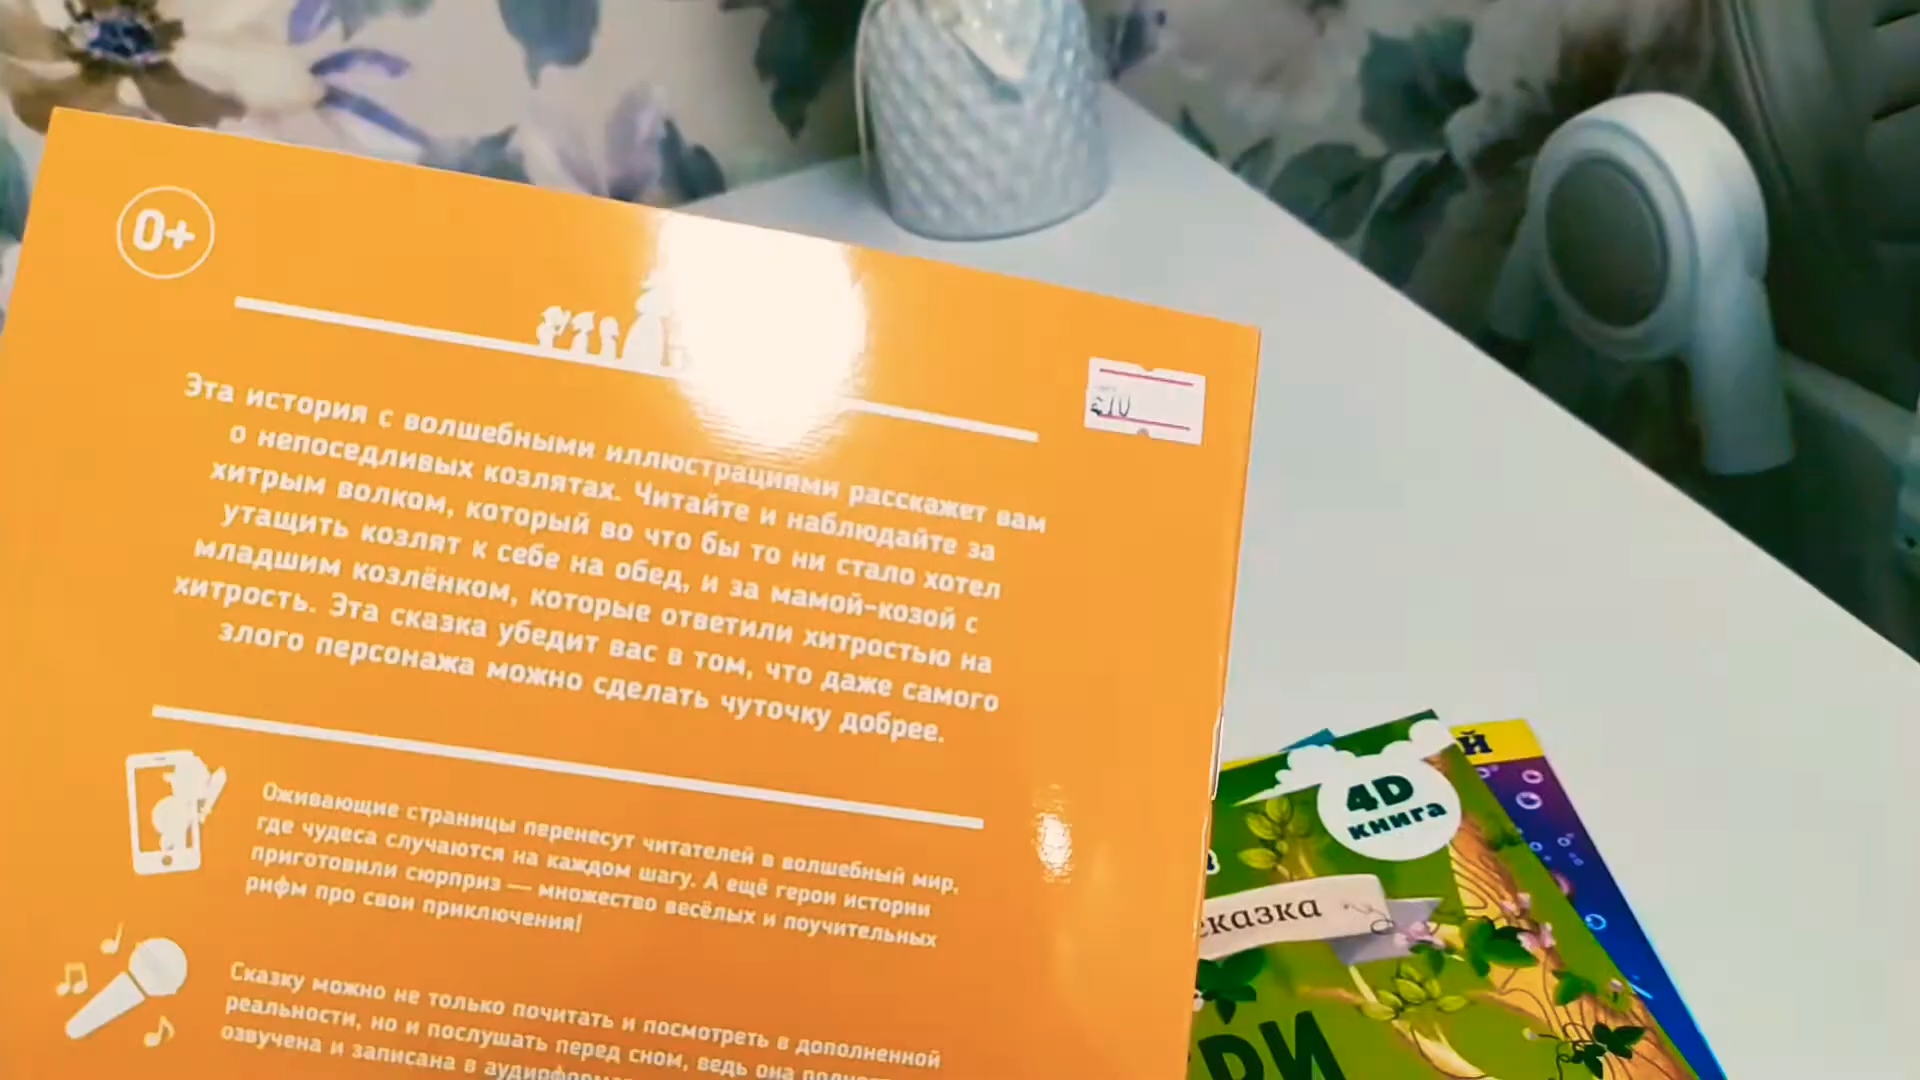 0+
Эта история с волшебными иллюстрациями расскажет вам
о непоседливых козлятах. Читайте и наблюдайте за
хитрым волком, который во что бы то ни стало хотел
утащить козлят к себе на обед, и за мамой-козой с
младшим козлёнком, которые ответили хитростью на
хитрость. Эта сказка убедит вас в том, что даже самого
злого персонажа можно сделать чуточку добрее.
Оживающие страницы перенесут читателей в волшебный мир,
где чудеса случаются на каждом шагу. А ещё герои истории
приготовили сюрприз — множество весёлых и поучительных
рифм про свои приключения!
Сказку можно не только почитать и посмотреть в дополненной
реальности, но и послушать перед сном, ведь она
озвучена и записана в
4D
книга
сказка
РИ
й